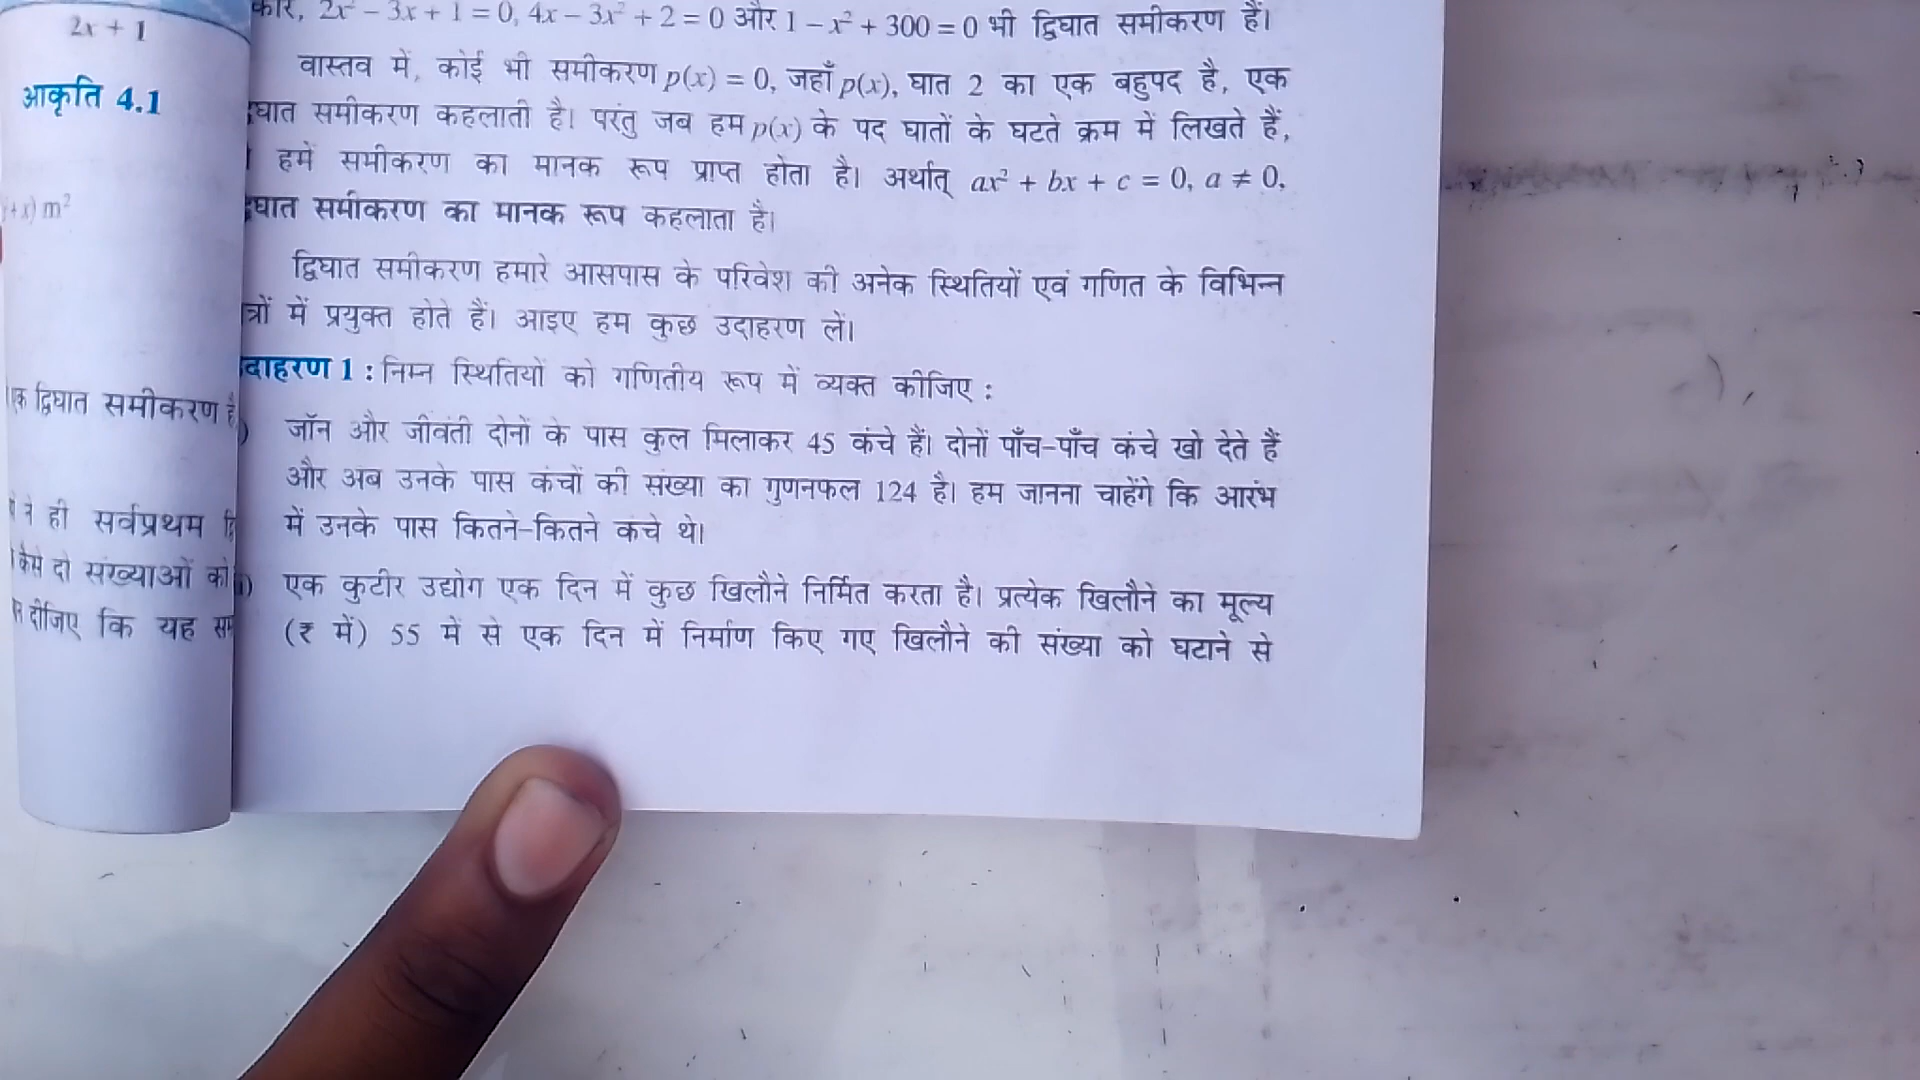 2x + 1
आकृति 4.1
+x) m²
द्विघात समीकरण है
ने ही सर्वप्रथम
कैसे दो संख्याओं को
दीजिए कि यह
2x² – 3x + 1 = 0, 4x – 3x² + 2 = 0 और 1 – x² + 300 = 0 भी द्विघात समीकरण हैं।
वास्तव में, कोई भी समीकरण p(x) = 0, जहाँ p(x), घात 2 का एक बहुपद है, एक
घात समीकरण कहलाती है। परंतु जब हम p(x) के पद घातों के घटते क्रम में लिखते हैं,
हमें समीकरण का मानक रूप प्राप्त होता है। अर्थात् ax² + bx + c = 0, a ≠ 0,
घात समीकरण का मानक रूप कहलाता है।
द्विघात समीकरण हमारे आसपास के परिवेश की अनेक स्थितियों एवं गणित के विभिन्न
त्रों में प्रयुक्त होते हैं। आइए हम कुछ उदाहरण लें।
दाहरण 1 : निम्न स्थितियों को गणितीय रूप में व्यक्त कीजिए :
) जॉन और जीवंती दोनों के पास कुल मिलाकर 45 कंचे हैं। दोनों पाँच-पाँच कंचे खो देते हैं
और अब उनके पास कंचों की संख्या का गुणनफल 124 है। हम जानना चाहेंगे कि आरंभ
में उनके पास कितने-कितने कंचे थे।
i) एक कुटीर उद्योग एक दिन में कुछ खिलौने निर्मित करता है। प्रत्येक खिलौने का मूल्य
(₹ में) 55 में से एक दिन में निर्माण किए गए खिलौने की संख्या को घटाने से